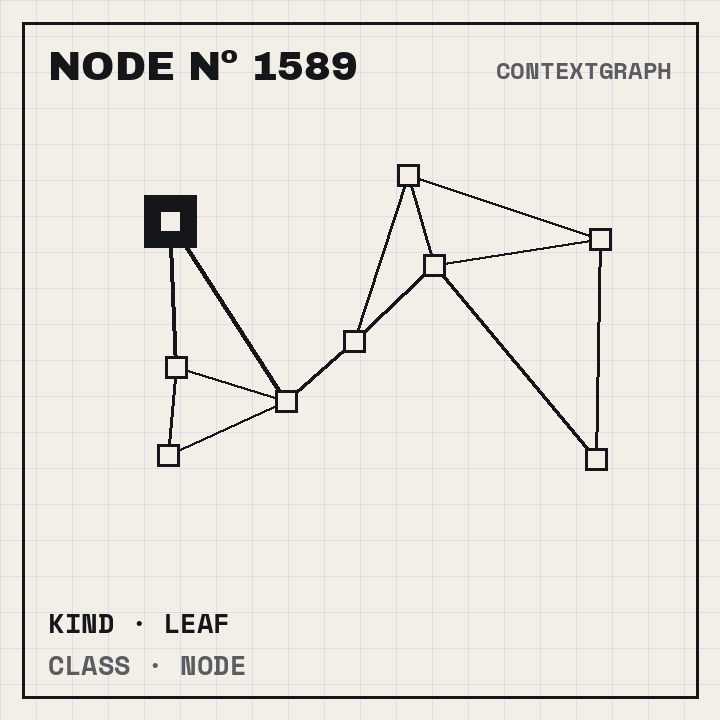 NODE Nº 1589
CONTEXTGRAPH
KIND · LEAF
CLASS · NODE